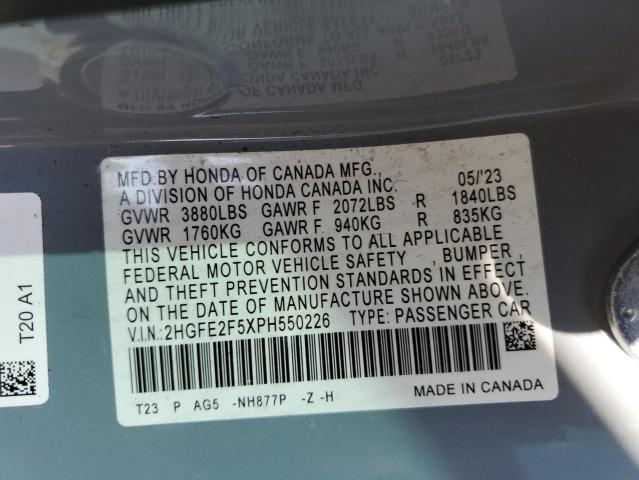 MFD.BY HONDA OF CANADA MFG., 05/'23
A DIVISION OF HONDA CANADA INC.
GVWR 3880LBS GAWR F 2072LBS R 1840LBS
GVWR 1760KG GAWR F 940KG R 835KG
THIS VEHICLE CONFORMS TO ALL APPLICABLE
FEDERAL MOTOR VEHICLE SAFETY , BUMPER ,
AND THEFT PREVENTION STANDARDS IN EFFECT
ON THE DATE OF MANUFACTURE SHOWN ABOVE.
V.I.N:2HGFE2F5XPH550226 TYPE: PASSENGER CAR
T23 P AG5 -NH877P -Z -H MADE IN CANADA
T20 A1